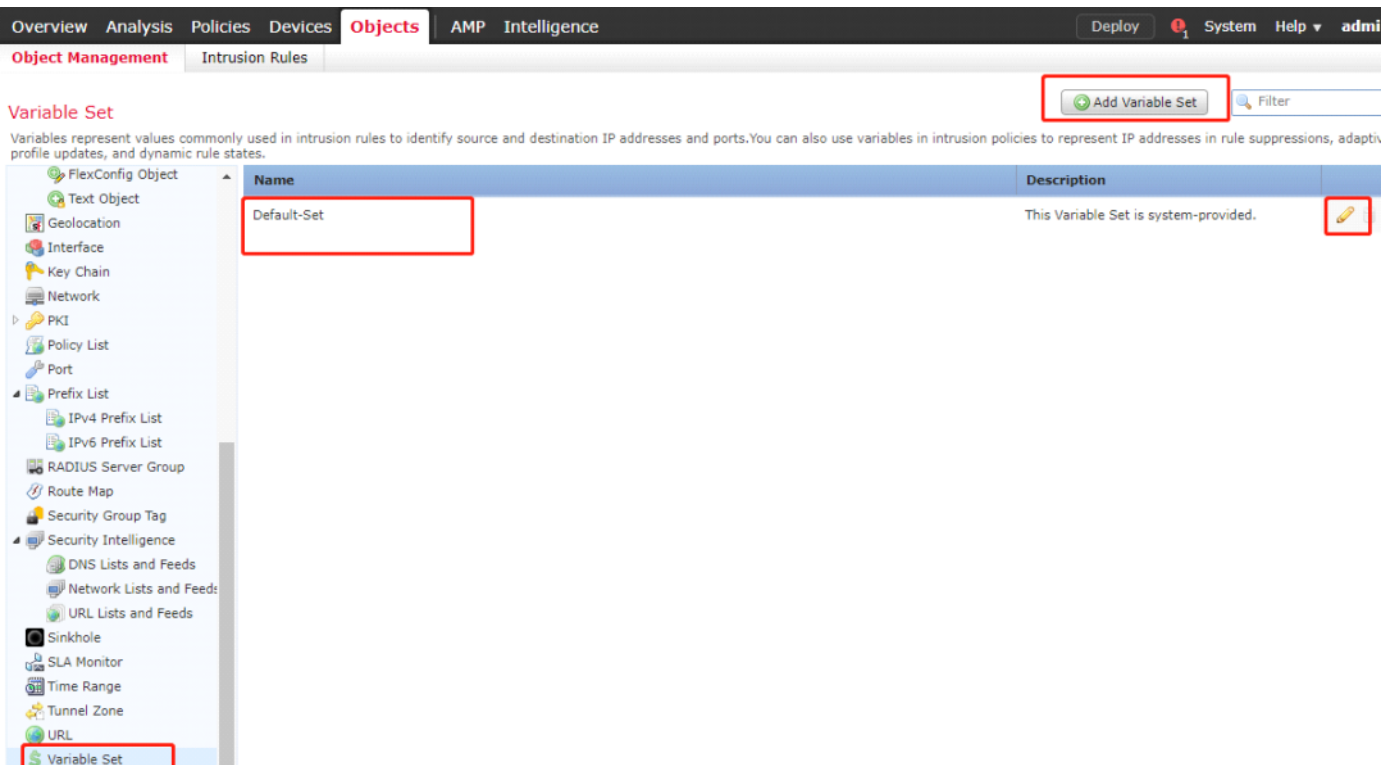 Overview Analysis Policies Devices Objects AMP Intelligence Deploy 1 System Help admi
Object Management Intrusion Rules
Add Variable Set Filter
Variable Set
Variables represent values commonly used in intrusion rules to identify source and destination IP addresses and ports.You can also use variables in intrusion policies to represent IP addresses in rule suppressions, adaptiv
profile updates, and dynamic rule states.
FlexConfig Object
Name Description
Text Object
Default-Set This Variable Set is system-provided.
Geolocation
Interface
Key Chain
Network
PKI
Policy List
Port
Prefix List
IPv4 Prefix List
IPv6 Prefix List
RADIUS Server Group
Route Map
Security Group Tag
Security Intelligence
DNS Lists and Feeds
Network Lists and Feeds
URL Lists and Feeds
Sinkhole
SLA Monitor
Time Range
Tunnel Zone
URL
Variable Set